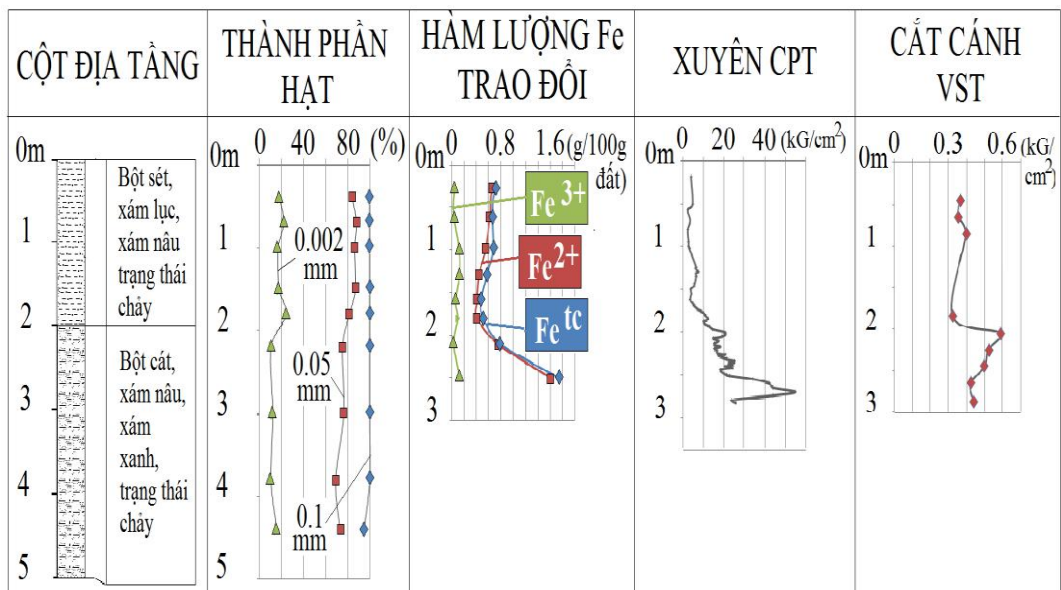 CỘT ĐỊA TẦNG
THÀNH PHẦN
HẠT
HÀM LƯỢNG Fe
TRAO ĐỔI
XUYÊN CPT
CẮT CÁNH
VST
0m
1
2
3
4
5
Bột sét,
xám lục,
xám nâu
trạng thái
chảy
Bột cát,
xám nâu,
xám
xanh,
trạng thái
chảy
0 40 80 (%)
0m
1
2
3
4
5
0.002
mm
0.05
mm
0.1
mm
0 0.8 1.6 (g/100g
đất)
0m
1
2
3
Fe 3+
Fe2+
Fe tc
0 20 40 (kG/cm2)
0m
1
2
3
0 0.3 0.6 (kG/
cm2)
0m
1
2
3